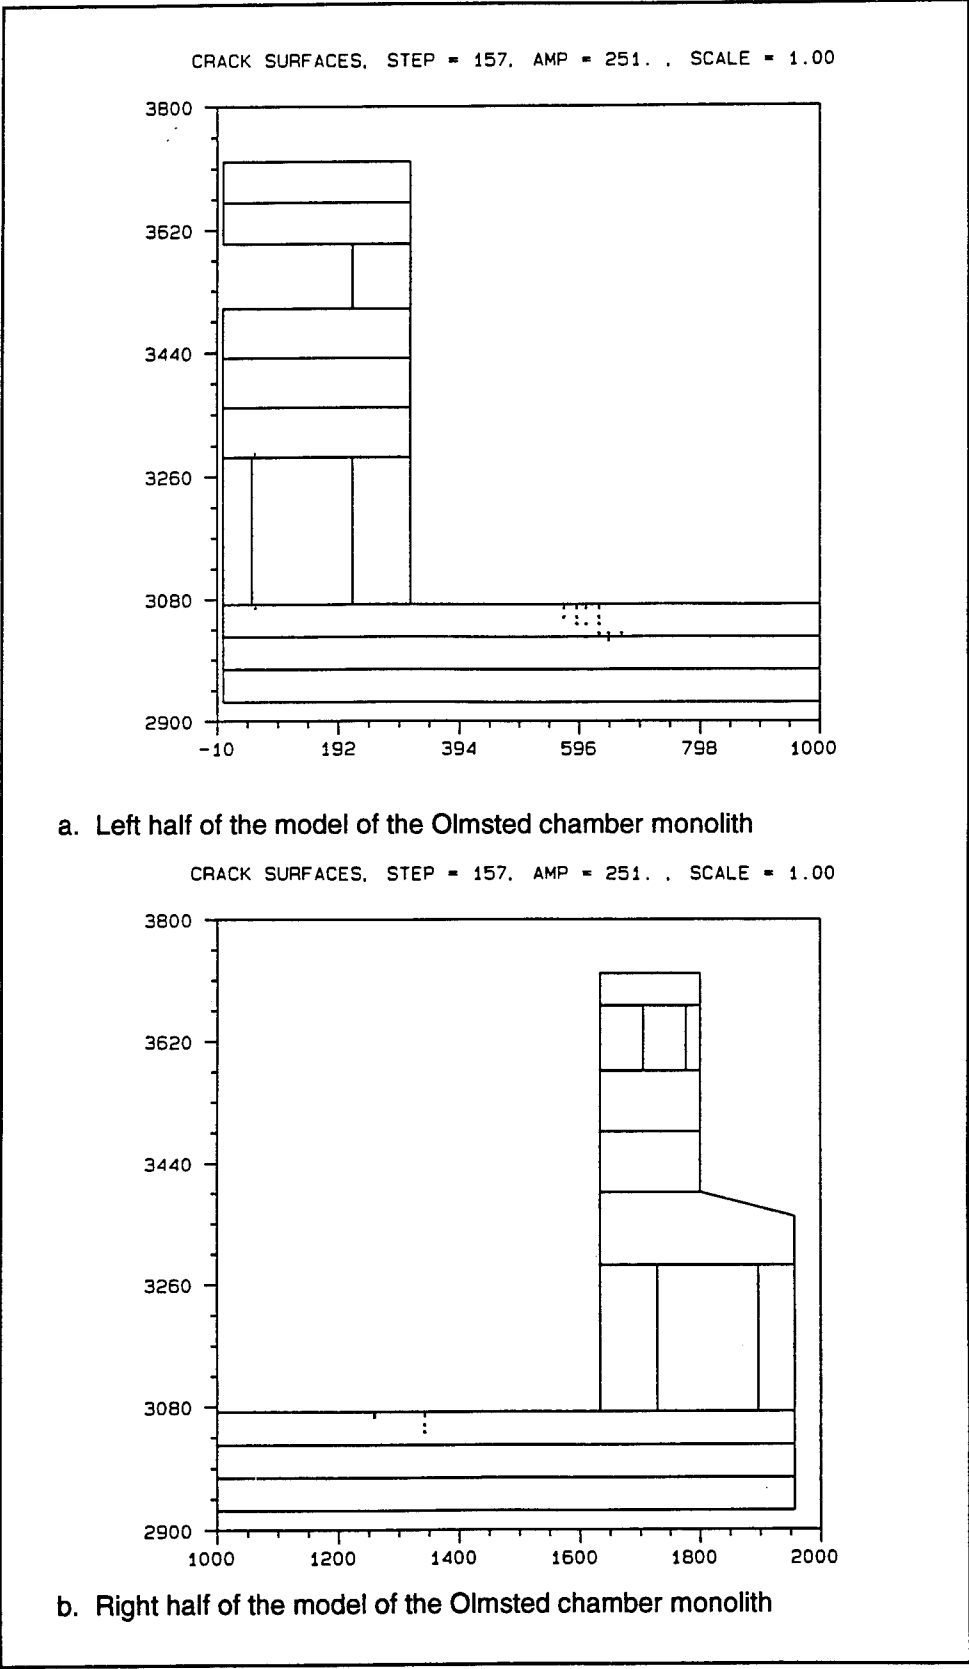 CRACK SURFACES, STEP = 157, AMP = 251. , SCALE = 1.00
3800
3620
3440
3260
3080
2900
-10 192 394 596 798 1000
a. Left half of the model of the Olmsted chamber monolith
CRACK SURFACES, STEP = 157, AMP = 251. , SCALE = 1.00
3800
3620
3440
3260
3080
2900
1000 1200 1400 1600 1800 2000
b. Right half of the model of the Olmsted chamber monolith